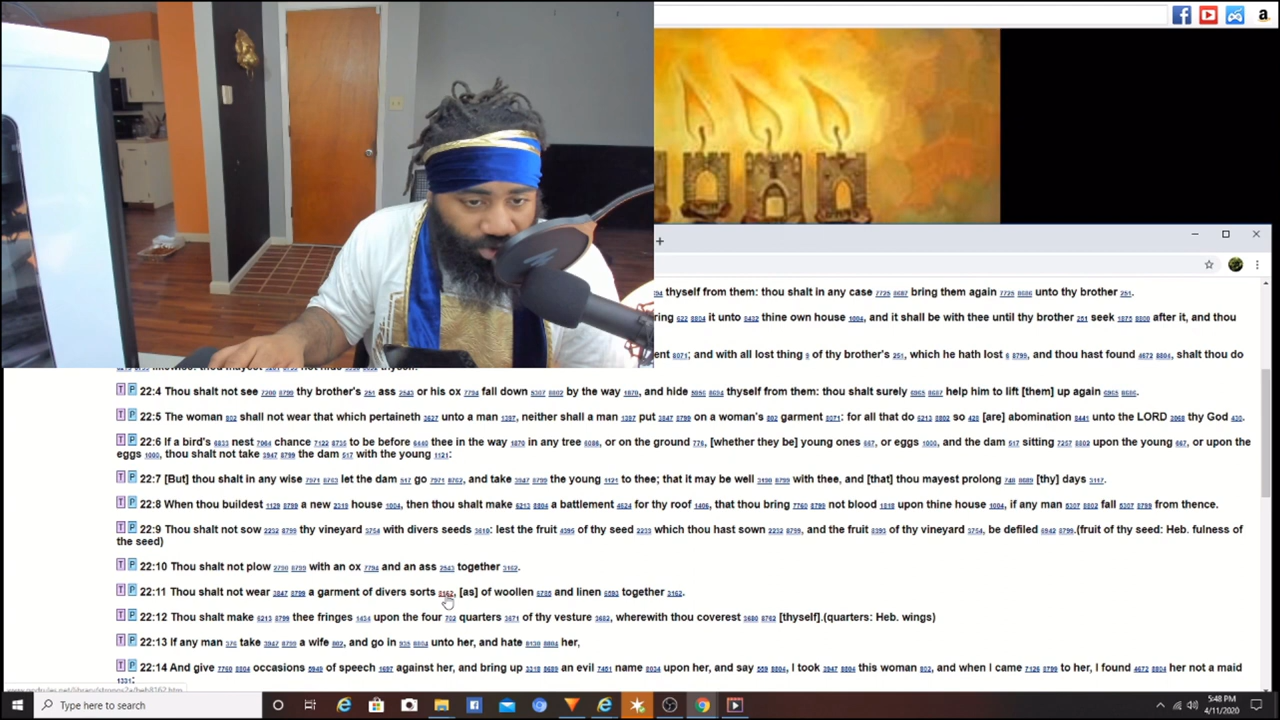 thyself from them: thou shalt in any case 7725 8687 bring them again 7725 8686 unto thy brother 251.
ring 622 8804 it unto 8432 thine own house 1004, and it shall be with thee until thy brother 251 seek 1875 8800 after it, and thou
ent 8071; and with all lost thing 9 of thy brother's 251, which he hath lost 6 8799, and thou hast found 4672 8804, shalt thou do
T P 22:4 Thou shalt not see 7200 8799 thy brother's 251 ass 2543 or his ox 7794 fall down 5307 8802 by the way 1870, and hide 5956 8694 thyself from them: thou shalt surely 6965 8687 help him to lift [them] up again 6965 8686.
T P 22:5 The woman 802 shall not wear that which pertaineth 3627 unto a man 1397, neither shall a man 1397 put 3847 8799 on a woman's 802 garment 8071: for all that do 6213 8802 so 428 [are] abomination 8441 unto the LORD 3068 thy God 430.
T P 22:6 If a bird's 6833 nest 7064 chance 7122 8735 to be before 6440 thee in the way 1870 in any tree 6086, or on the ground 776, [whether they be] young ones 667, or eggs 1000, and the dam 517 sitting 7257 8802 upon the young 667, or upon the
eggs 1000, thou shalt not take 3947 8799 the dam 517 with the young 1121:
T P 22:7 [But] thou shalt in any wise 7971 8763 let the dam 517 go 7971 8762, and take 3947 8799 the young 1121 to thee; that it may be well 3190 8799 with thee, and [that] thou mayest prolong 748 8689 [thy] days 3117.
T P 22:8 When thou buildest 1129 8799 a new 2319 house 1004, then thou shalt make 6213 8804 a battlement 4624 for thy roof 1406, that thou bring 7760 8799 not blood 1818 upon thine house 1004, if any man 5307 8802 fall 5307 8799 from thence.
T P 22:9 Thou shalt not sow 2232 8799 thy vineyard 3754 with divers seeds 3610: lest the fruit 4395 of thy seed 2233 which thou hast sown 2232 8799, and the fruit 8393 of thy vineyard 3754, be defiled 6942 8799.(fruit of thy seed: Heb. fulness of
the seed)
T P 22:10 Thou shalt not plow 2790 8799 with an ox 7794 and an ass 2543 together 3162.
T P 22:11 Thou shalt not wear 3847 8799 a garment of divers sorts 8162, [as] of woollen 6785 and linen 6593 together 3162.
T P 22:12 Thou shalt make 6213 8799 thee fringes 1434 upon the four 702 quarters 3671 of thy vesture 3682, wherewith thou coverest 3680 8762 [thyself].(quarters: Heb. wings)
T P 22:13 If any man 376 take 3947 8799 a wife 802, and go in 935 8804 unto her, and hate 8130 8804 her,
T P 22:14 And give 7760 8804 occasions 5949 of speech 1697 against her, and bring up 3318 8689 an evil 7451 name 8034 upon her, and say 559 8804, I took 3947 8804 this woman 802, and when I came 7126 8799 to her, I found 4672 8804 her not a maid
1331:
Type here to search
5:48 PM
4/11/2020